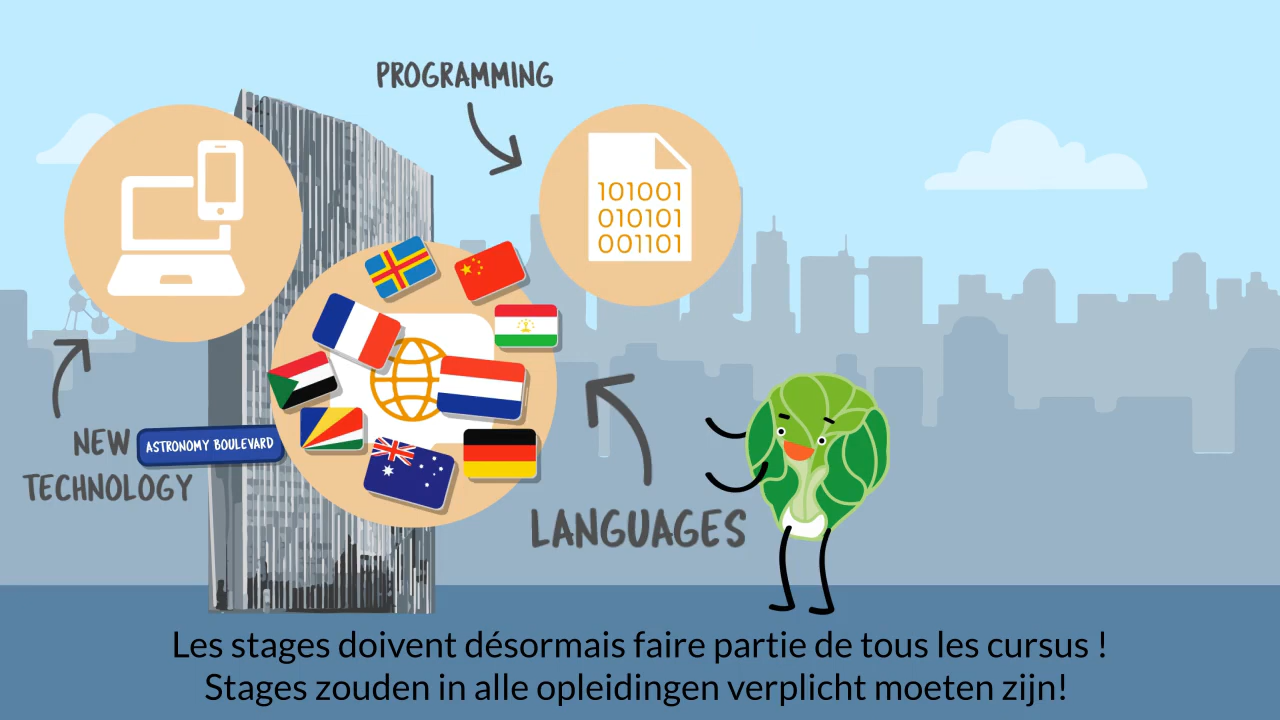 PROGRAMMING
101001
010101
001101
NEW
TECHNOLOGY
ASTRONOMY BOULEVARD
LANGUAGES
Les stages doivent désormais faire partie de tous les cursus !
Stages zouden in alle opleidingen verplicht moeten zijn!